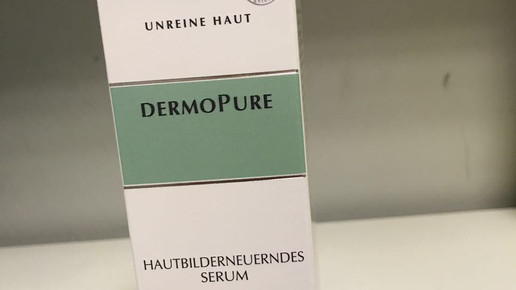 UNREINE HAUT
DERMOPURE
HAUTBILDERNEUERNDES
SERUM